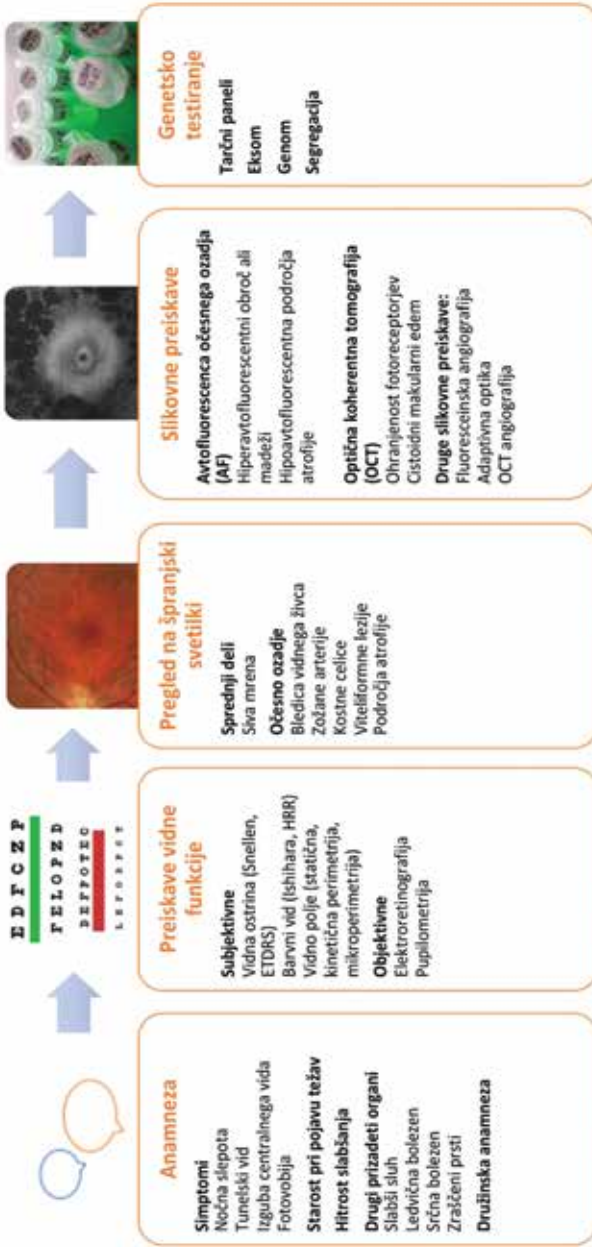 Anamneza
Simptomi
Nočna slepota
Tunelski vid
Izguba centralnega vida
Fotovobija
Starost pri pojavu težav
Hitrost slabšanja
Drugi prizadeti organi
Slabši sluh
Ledvična bolezen
Srčna bolezen
Zraščeni prsti
Družinska anamneza
E D F C Z P
F E L O P Z D
D E F P O T E C
L E F O D P C T
Preiskave vidne
funkcije
Subjektivne
Vidna ostrina (Snellen,
ETDRS)
Barvni vid (Ishihara, HRR)
Vidno polje (statična,
kinetična perimetrija,
mikroperimetrija)
Objektivne
Elektroretinografija
Pupilometrija
Pregled na špranjski
svetilki
Sprednji deli
Siva mrena
Očesno ozadje
Bledica vidnega živca
Zožane arterije
Kostne celice
Viteliformne lezije
Področja atrofije
Slikovne preiskave
Avtofluorescenca očesnega ozadja
(AF)
Hiperavtofluorescentni obroč ali
madeži
Hipoavtofluorescentna področja
atrofije
Optična koherentna tomografija
(OCT)
Ohranjenost fotoreceptorjev
Cistoidni makularni edem
Druge slikovne preiskave:
Fluoresceinska angiografija
Adaptivna optika
OCT angiografija
Genetsko
testiranje
Tarčni paneli
Eksom
Genom
Segregacija